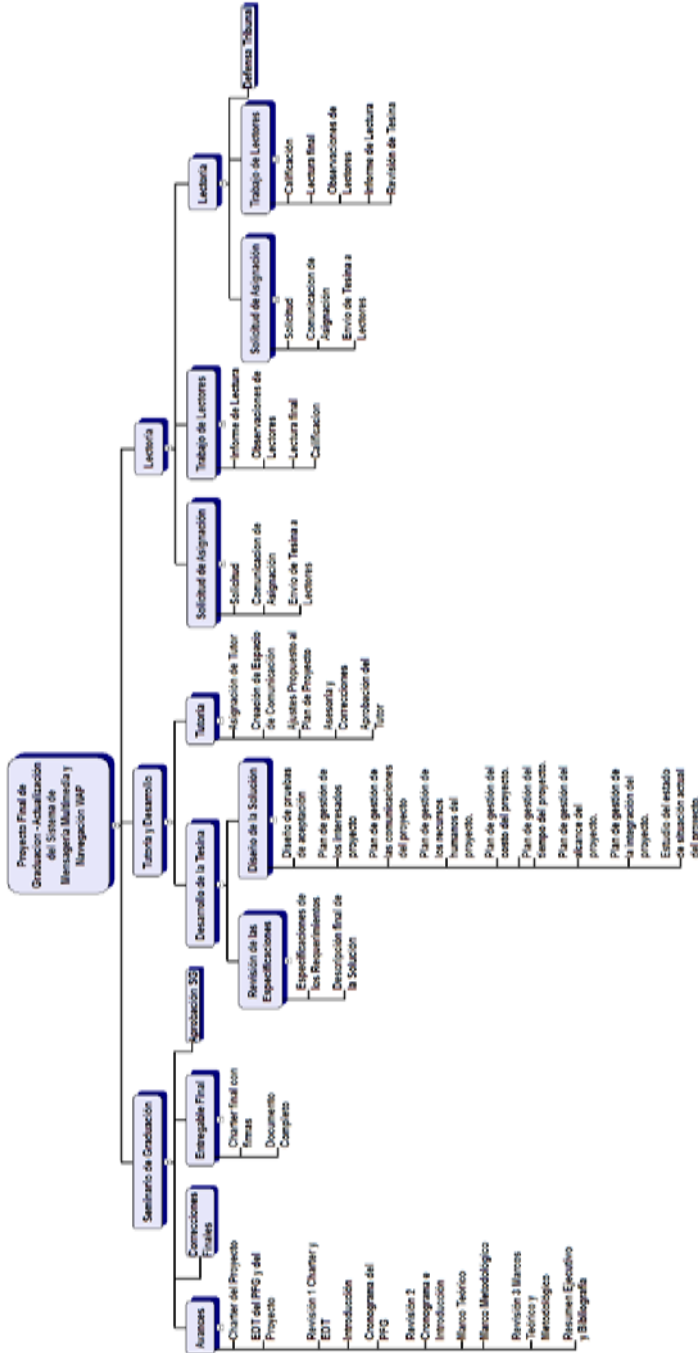 Proyecto Final de
Graduación - Actualización
del Sistema de
Mensajería Multimedia y
Navegación WAP
Seminario de Graduación
Avances
Charter del Proyecto
EDT del PFG y del
Proyecto
Revisión 1 Charter y
EDT
Introducción
Cronograma del
PFG
Revisión 2
Cronograma e
Introducción
Marco Teórico
Marco Metodológico
Revisión 3 Marcos
Teórico y
Metodológico
Resumen Ejecutivo
y Bibliografía
Correcciones
Finales
Entregable Final
Charter final con
firmas
Documento
Completo
Aprobación SG
Tutoría y Desarrollo
Desarrollo de la Tesina
Revisión de las
Especificaciones
Especificaciones de
los Requerimientos
Descripción final de
la Solución
Diseño de la Solución
Diseño de pruebas
de aceptación
Plan de gestión de
los interesados
proyecto
Plan de gestión de
las comunicaciones
del proyecto
Plan de gestión de
los recursos
humanos del
proyecto.
Plan de gestión del
costo del proyecto.
Plan de gestión del
tiempo del proyecto.
Plan de gestión del
alcance del
proyecto.
Plan de gestión de
la integración del
proyecto.
Estudio del estado
de situación actual
del mercado.
Tutoría
Asignación de Tutor
Creación de Espacio
de Comunicación
Ajustes Propuesto al
Plan de Proyecto
Asesoría y
Correcciones
Aprobación del
Tutor
Lectoría
Solicitud de Asignación
Solicitud
Comunicacion de
Asignación
Envio de Tesina a
Lectores
Trabajo de Lectores
Informe de Lectura
Observaciones de
Lectores
Lectura final
Calificacion
Lectoria
Solicitud de Asignación
Solicitud
Comunicacion de
Asignación
Envio de Tesina a
Lectores
Trabajo de Lectores
Calificación
Lectura final
Observaciones de
Lectores
Informe de Lectura
Revisión de Tesina
Defensa Tribunal